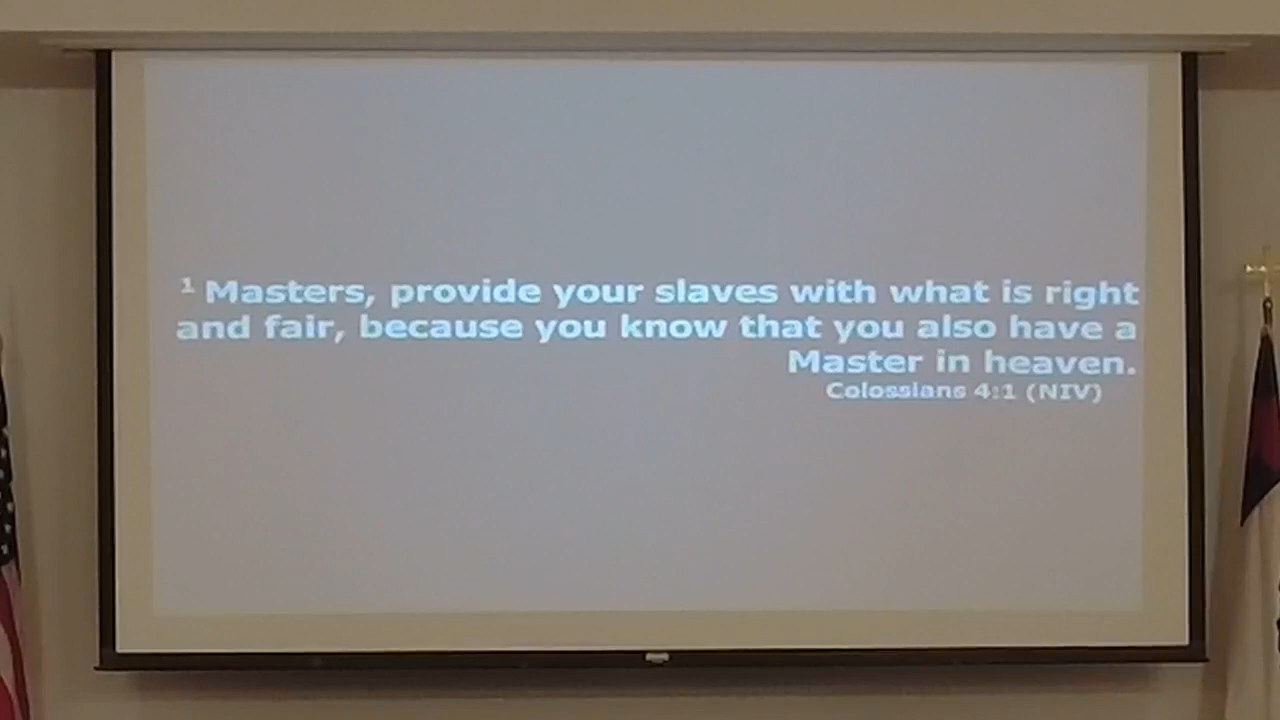 ¹ Masters, provide your slaves with what is right
and fair, because you know that you also have a
Master in heaven.
Colossians 4:1 (NIV)